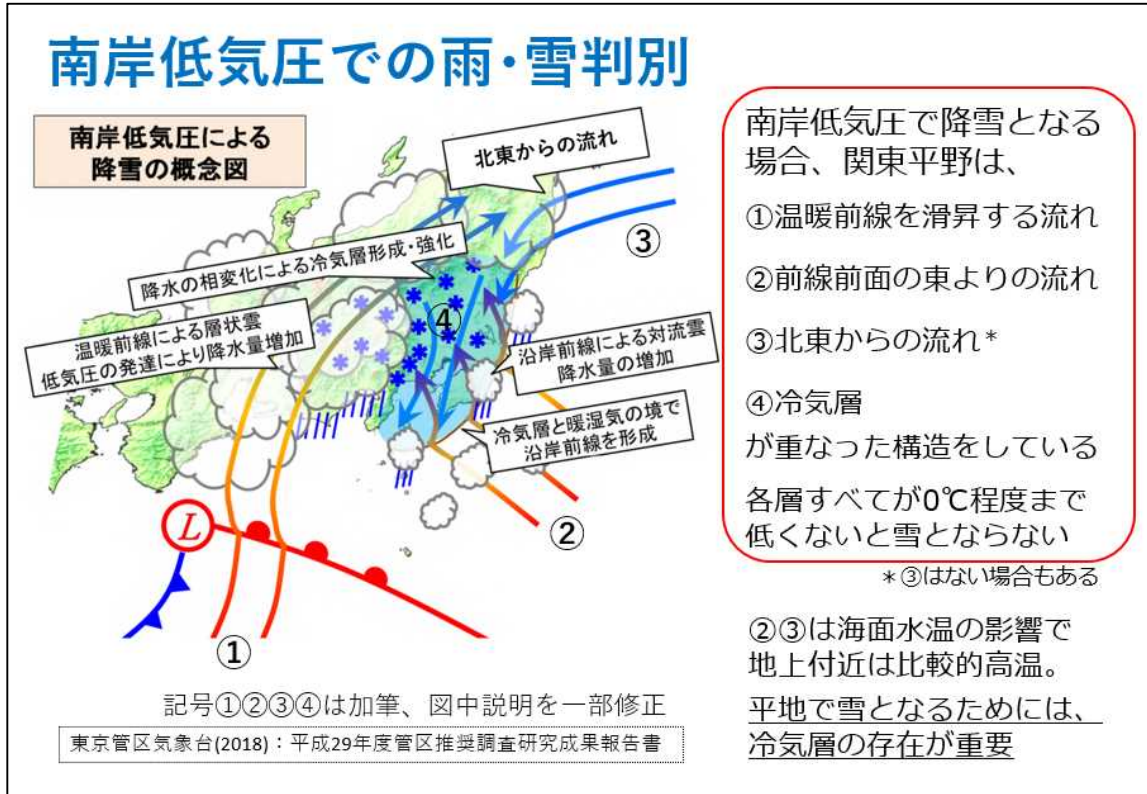 南岸低気圧での雨・雪判別
南岸低気圧による
降雪の概念図
北東からの流れ
③
降水の相変化による冷気層形成・強化
④
温暖前線による層状雲
低気圧の発達により降水量増加
沿岸前線による対流雲
降水量の増加
冷気層と暖湿気の境で
沿岸前線を形成
L
②
①
記号①②③④は加筆、図中説明を一部修正
東京管区気象台(2018)：平成29年度管区推奨調査研究成果報告書
南岸低気圧で降雪となる
場合、関東平野は、
①温暖前線を滑昇する流れ
②前線前面の東よりの流れ
③北東からの流れ*
④冷気層
が重なった構造をしている
各層すべてが0℃程度まで
低くないと雪とならない
*③はない場合もある
②③は海面水温の影響で
地上付近は比較的高温。
平地で雪となるためには、
冷気層の存在が重要